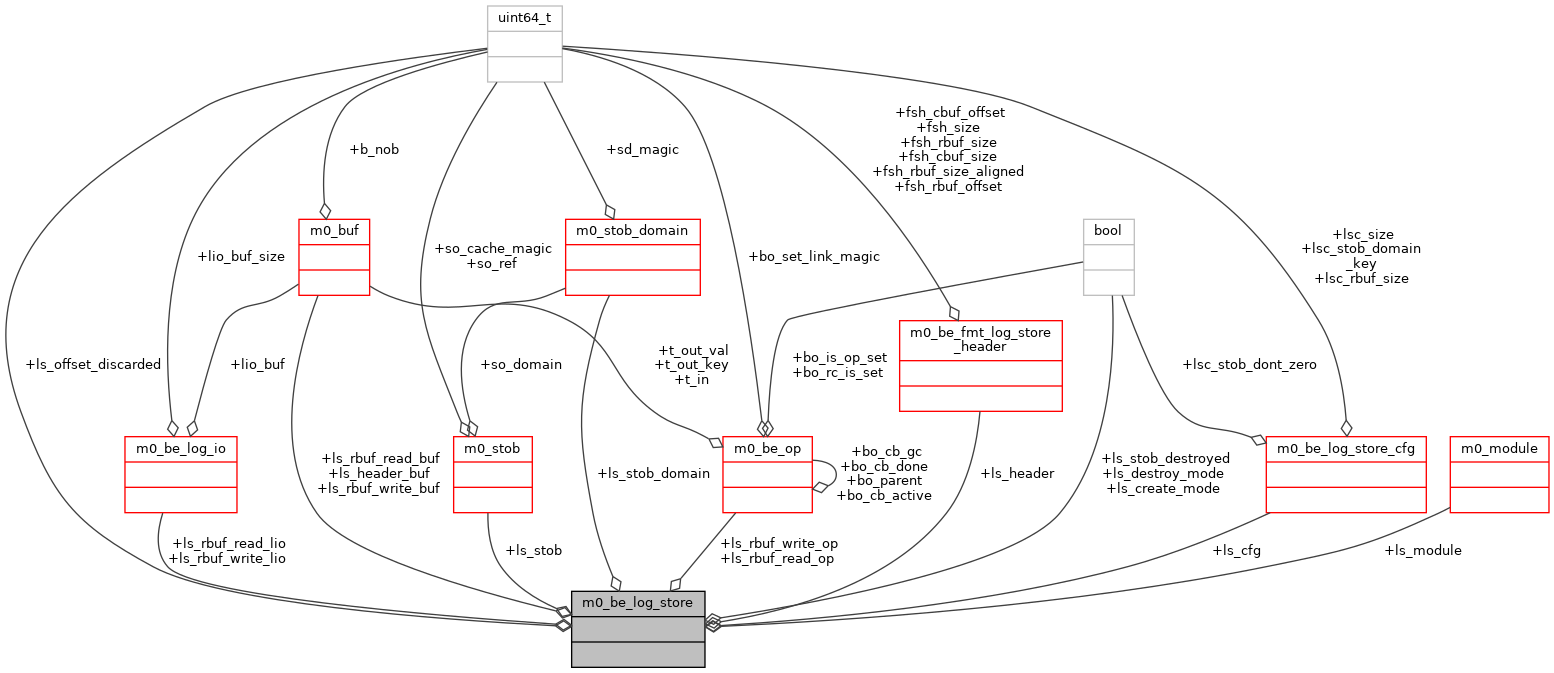 uint64_t
+fsh_cbuf_offset
+fsh_size
+fsh_rbuf_size
+fsh_cbuf_size
+fsh_rbuf_size_aligned
+fsh_rbuf_offset
+b_nob
+sd_magic
m0_buf
m0_stob_domain
bool
+lsc_size
+lsc_stob_domain
_key
+lsc_rbuf_size
+lio_buf_size
+so_cache_magic
+so_ref
+bo_set_link_magic
m0_be_fmt_log_store
_header
+ls_offset_discarded
+lio_buf
+so_domain
+t_out_val
+t_out_key
+t_in
+bo_is_op_set
+bo_rc_is_set
+lsc_stob_dont_zero
m0_be_log_io
m0_stob
m0_be_op
m0_be_log_store_cfg
m0_module
+ls_rbuf_read_buf
+ls_header_buf
+ls_rbuf_write_buf
+ls_stob_domain
+bo_cb_gc
+bo_cb_done
+bo_parent
+bo_cb_active
+ls_header
+ls_stob_destroyed
+ls_destroy_mode
+ls_create_mode
+ls_rbuf_read_lio
+ls_rbuf_write_lio
+ls_stob
+ls_rbuf_write_op
+ls_rbuf_read_op
+ls_cfg
+ls_module
m0_be_log_store